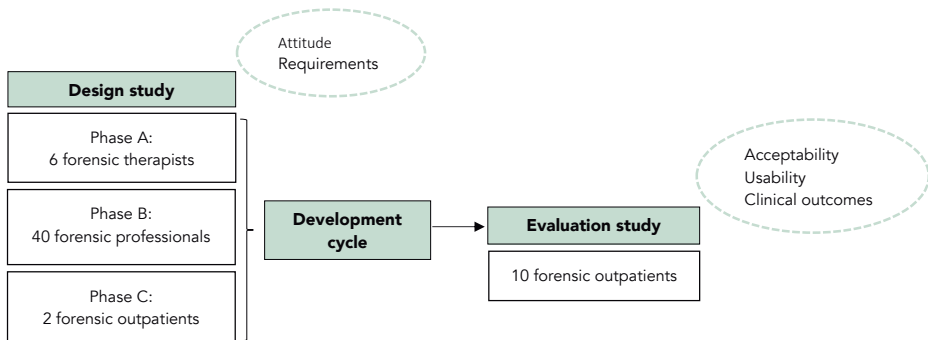 Attitude
Requirements
Design study
Phase A:
6 forensic therapists
Phase B:
40 forensic professionals
Phase C:
2 forensic outpatients
Development
cycle
Evaluation study
10 forensic outpatients
Acceptability
Usability
Clinical outcomes